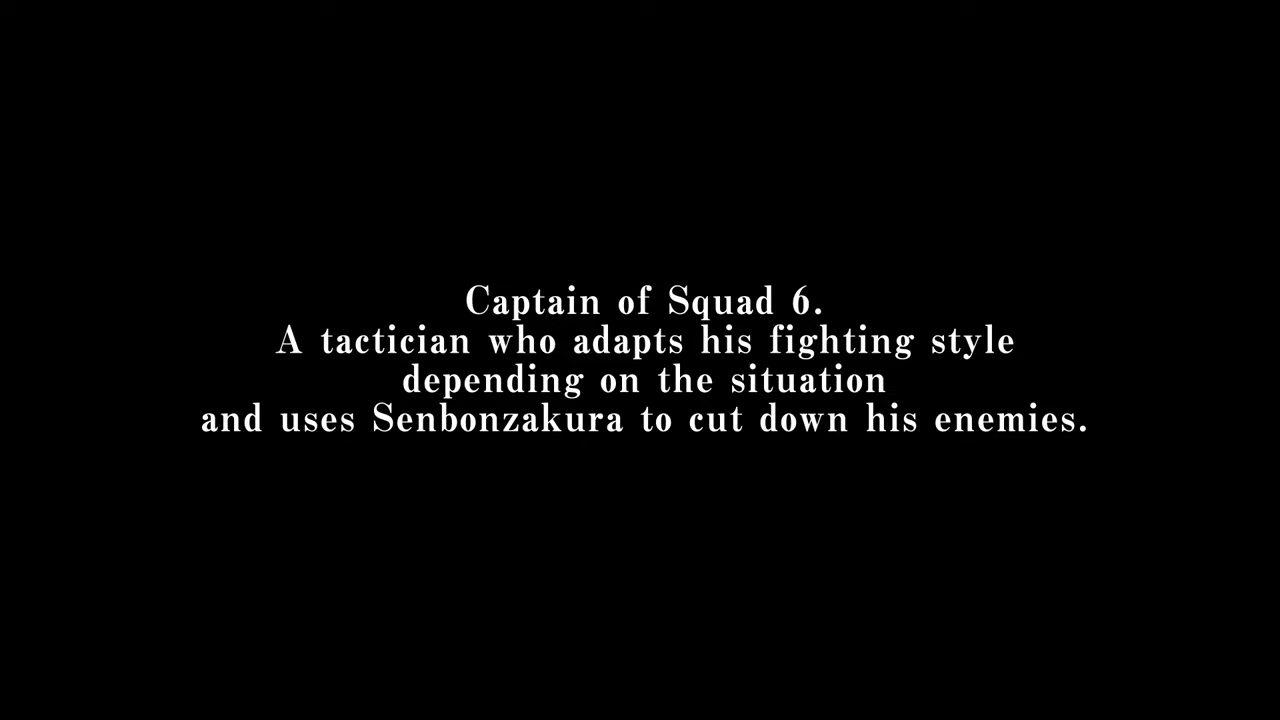 Captain of Squad 6.
A tactician who adapts his fighting style
depending on the situation
and uses Senbonzakura to cut down his enemies.